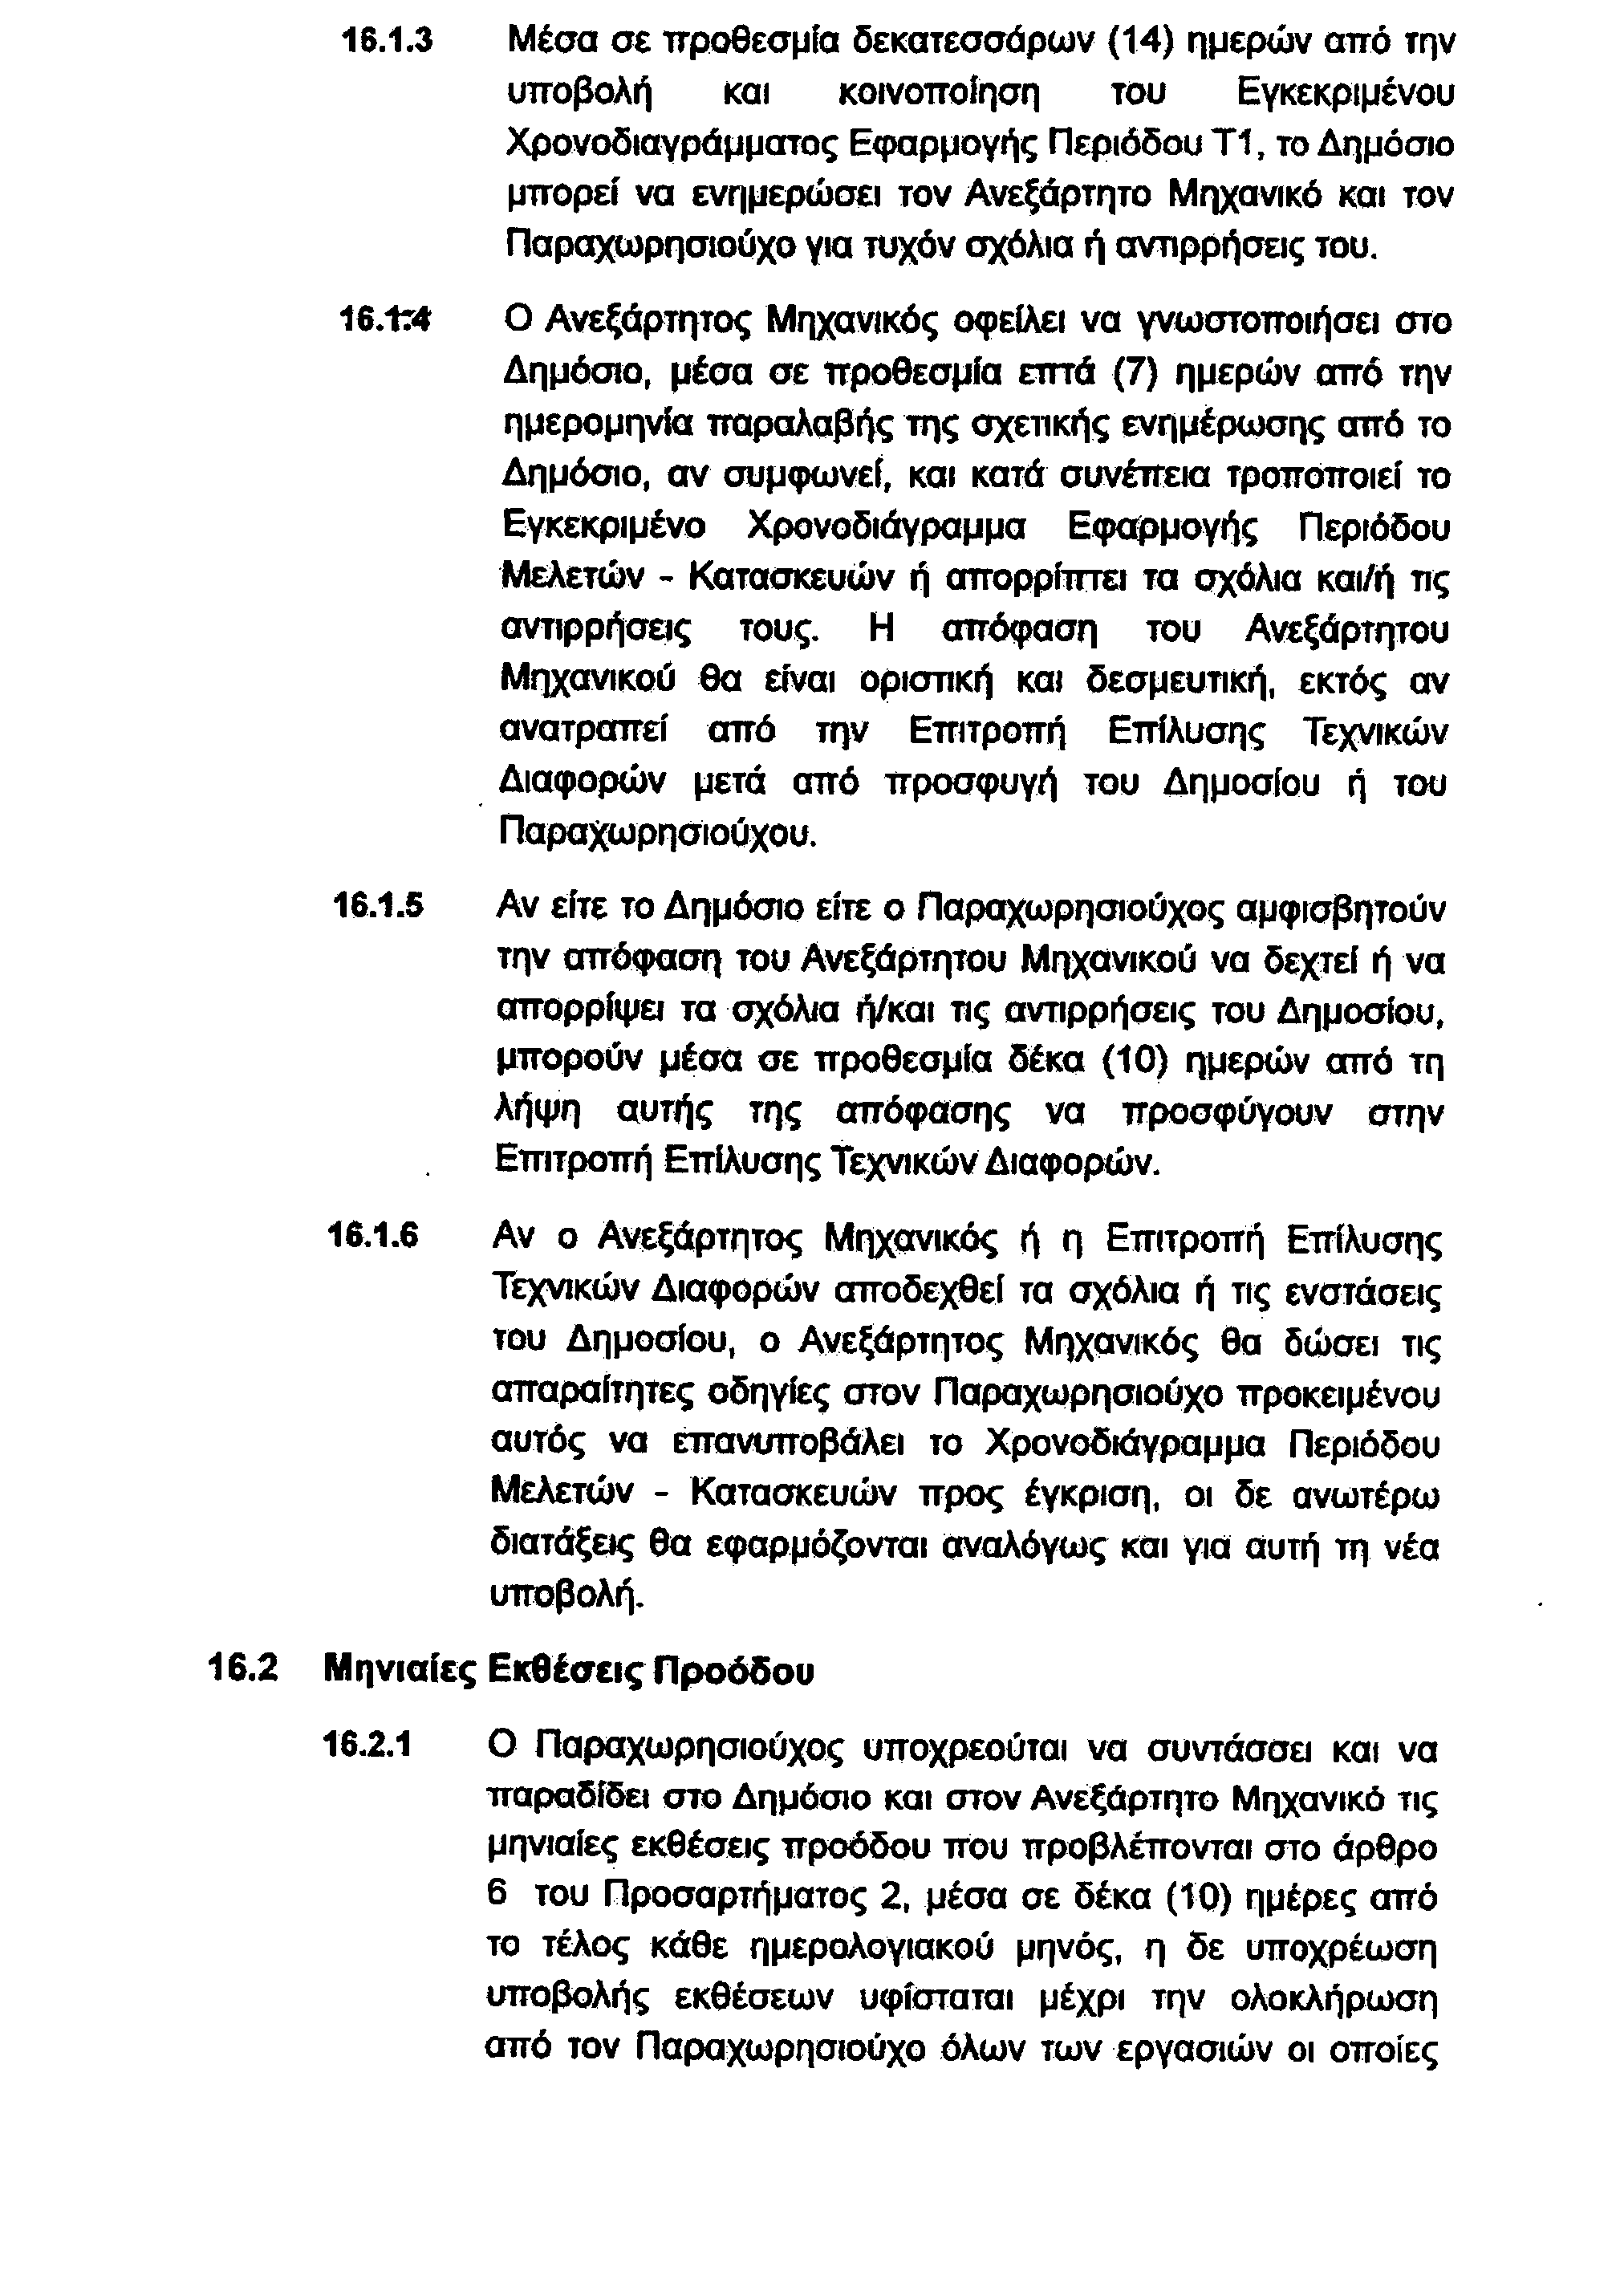 16.1.3 Μέσα σε προθεσμία δεκατεσσάρων (14) ημερών από την
υποβολή και κοινοποίηση του Εγκεκριμένου
Χρονοδιαγράμματος Εφαρμογής Περιόδου Τ1, το Δημόσιο
μπορεί να ενημερώσει τον Ανεξάρτητο Μηχανικό και τον
Παραχωρησιούχο για τυχόν σχόλια ή αντιρρήσεις του.
16.1.4 Ο Ανεξάρτητος Μηχανικός οφείλει να γνωστοποιήσει στο
Δημόσιο, μέσα σε προθεσμία επτά (7) ημερών από την
ημερομηνία παραλαβής της σχετικής ενημέρωσης από το
Δημόσιο, αν συμφωνεί, και κατά συνέπεια τροποποιεί το
Εγκεκριμένο Χρονοδιάγραμμα Εφαρμογής Περιόδου
Μελετών - Κατασκευών ή απορρίπτει τα σχόλια και/ή τις
αντιρρήσεις τους. Η απόφαση του Ανεξάρτητου
Μηχανικού θα είναι οριστική και δεσμευτική, εκτός αν
ανατραπεί από την Επιτροπή Επίλυσης Τεχνικών
Διαφορών μετά από προσφυγή του Δημοσίου ή του
Παραχωρησιούχου.
16.1.5 Αν είτε το Δημόσιο είτε ο Παραχωρησιούχος αμφισβητούν
την απόφαση του Ανεξάρτητου Μηχανικού να δεχτεί ή να
απορρίψει τα σχόλια ή/και τις αντιρρήσεις του Δημοσίου,
μπορούν μέσα σε προθεσμία δέκα (10) ημερών από τη
λήψη αυτής της απόφασης να προσφύγουν στην
Επιτροπή Επίλυσης Τεχνικών Διαφορών.
16.1.6 Αν ο Ανεξάρτητος Μηχανικός ή η Επιτροπή Επίλυσης
Τεχνικών Διαφορών αποδεχθεί τα σχόλια ή τις ενστάσεις
του Δημοσίου, ο Ανεξάρτητος Μηχανικός θα δώσει τις
απαραίτητες οδηγίες στον Παραχωρησιούχο προκειμένου
αυτός να επανυποβάλει το Χρονοδιάγραμμα Περιόδου
Μελετών - Κατασκευών προς έγκριση, οι δε ανωτέρω
διατάξεις θα εφαρμόζονται αναλόγως και για αυτή τη νέα
υποβολή.
16.2 Μηνιαίες Εκθέσεις Προόδου
16.2.1 Ο Παραχωρησιούχος υποχρεούται να συντάσσει και να
παραδίδει στο Δημόσιο και στον Ανεξάρτητο Μηχανικό τις
μηνιαίες εκθέσεις προόδου που προβλέπονται στο άρθρο
6 του Προσαρτήματος 2, μέσα σε δέκα (10) ημέρες από
το τέλος κάθε ημερολογιακού μηνός, η δε υποχρέωση
υποβολής εκθέσεων υφίσταται μέχρι την ολοκλήρωση
από τον Παραχωρησιούχο όλων των εργασιών οι οποίες